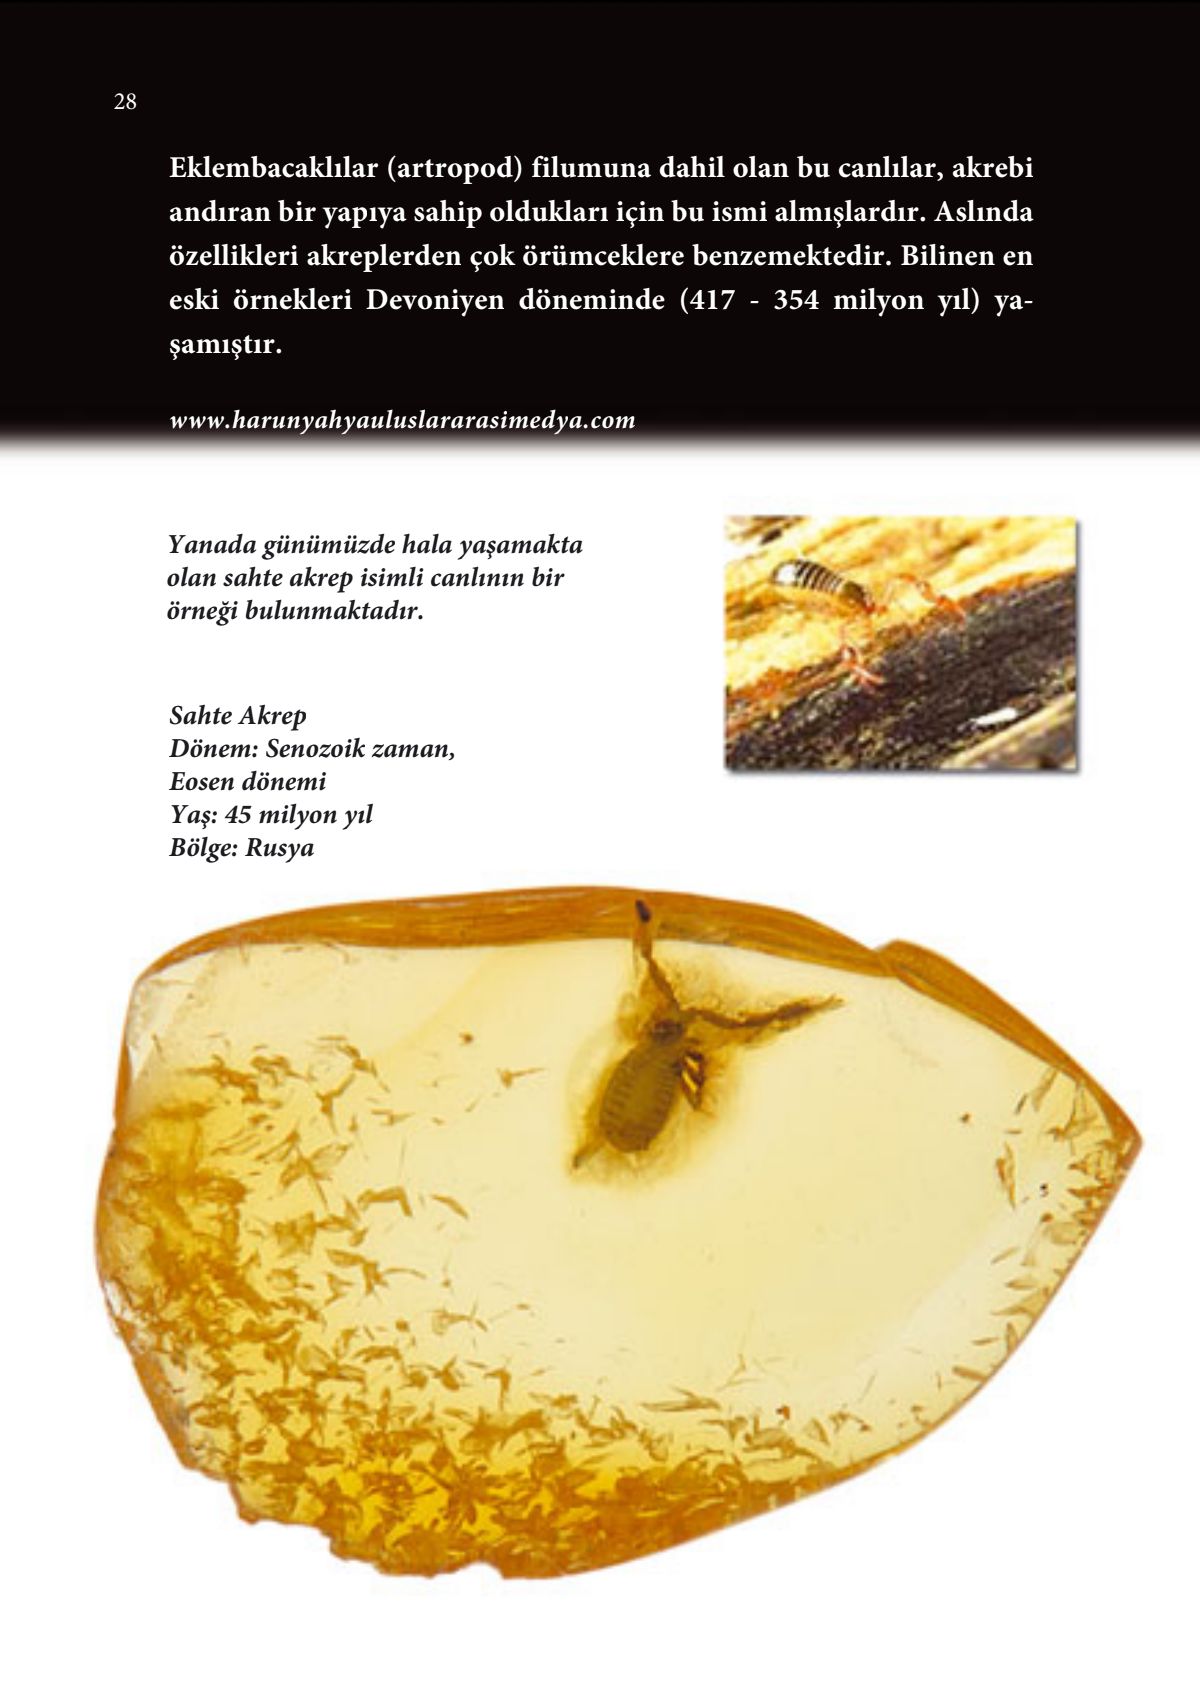 28
Eklembacaklılar (artropod) filumuna dahil olan bu canlılar, akrebi
andıran bir yapıya sahip oldukları için bu ismi almışlardır. Aslında
özellikleri akreplerden çok örümceklere benzemektedir. Bilinen en
eski örnekleri Devoniyen döneminde (417 - 354 milyon yıl) ya-
şamıştır.
www.harunyahyauluslararasimedya.com
Yanada günümüzde hala yaşamakta
olan sahte akrep isimli canlının bir
örneği bulunmaktadır.
Sahte Akrep
Dönem: Senozoik zaman,
Eosen dönemi
Yaş: 45 milyon yıl
Bölge: Rusya